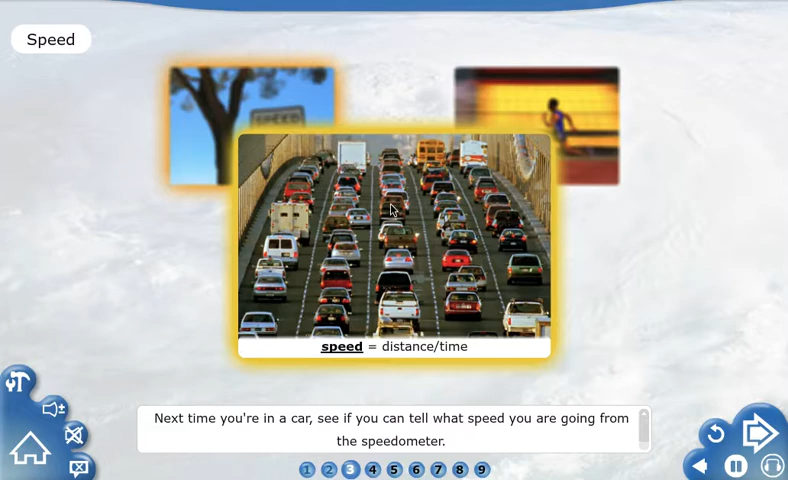 Speed
SPEED
speed = distance/time
Next time you're in a car, see if you can tell what speed you are going from
the speedometer.
1 2 3 4 5 6 7 8 9